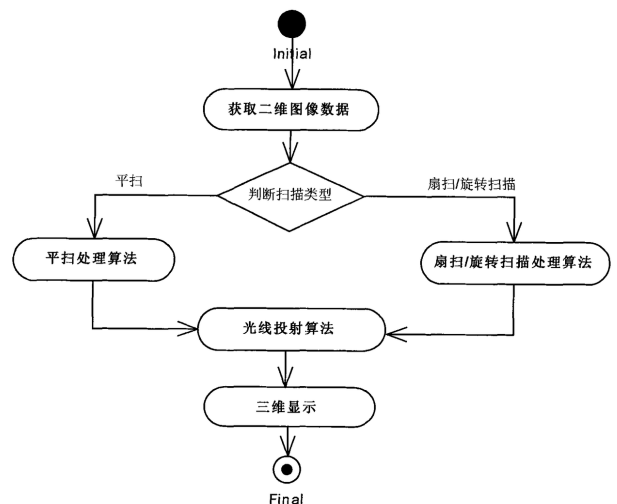 Initial
获取二维图像数据
判断扫描类型
平扫
扇扫/旋转扫描
平扫处理算法
扇扫/旋转扫描处理算法
光线投射算法
三维显示
Final